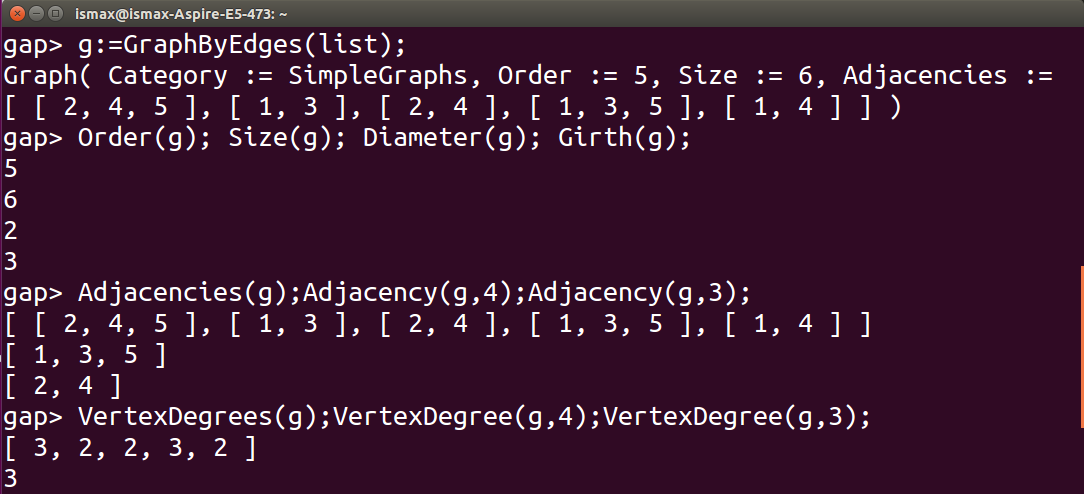 ismax@ismax-Aspire-E5-473: ~
gap> g:=GraphByEdges(list);
Graph( Category := SimpleGraphs, Order := 5, Size := 6, Adjacencies :=
[ [ 2, 4, 5 ], [ 1, 3 ], [ 2, 4 ], [ 1, 3, 5 ], [ 1, 4 ] ] )
gap> Order(g); Size(g); Diameter(g); Girth(g);
5
6
2
3
gap> Adjacencies(g);Adjacency(g,4);Adjacency(g,3);
[ [ 2, 4, 5 ], [ 1, 3 ], [ 2, 4 ], [ 1, 3, 5 ], [ 1, 4 ] ]
[ 1, 3, 5 ]
[ 2, 4 ]
gap> VertexDegrees(g);VertexDegree(g,4);VertexDegree(g,3);
[ 3, 2, 2, 3, 2 ]
3